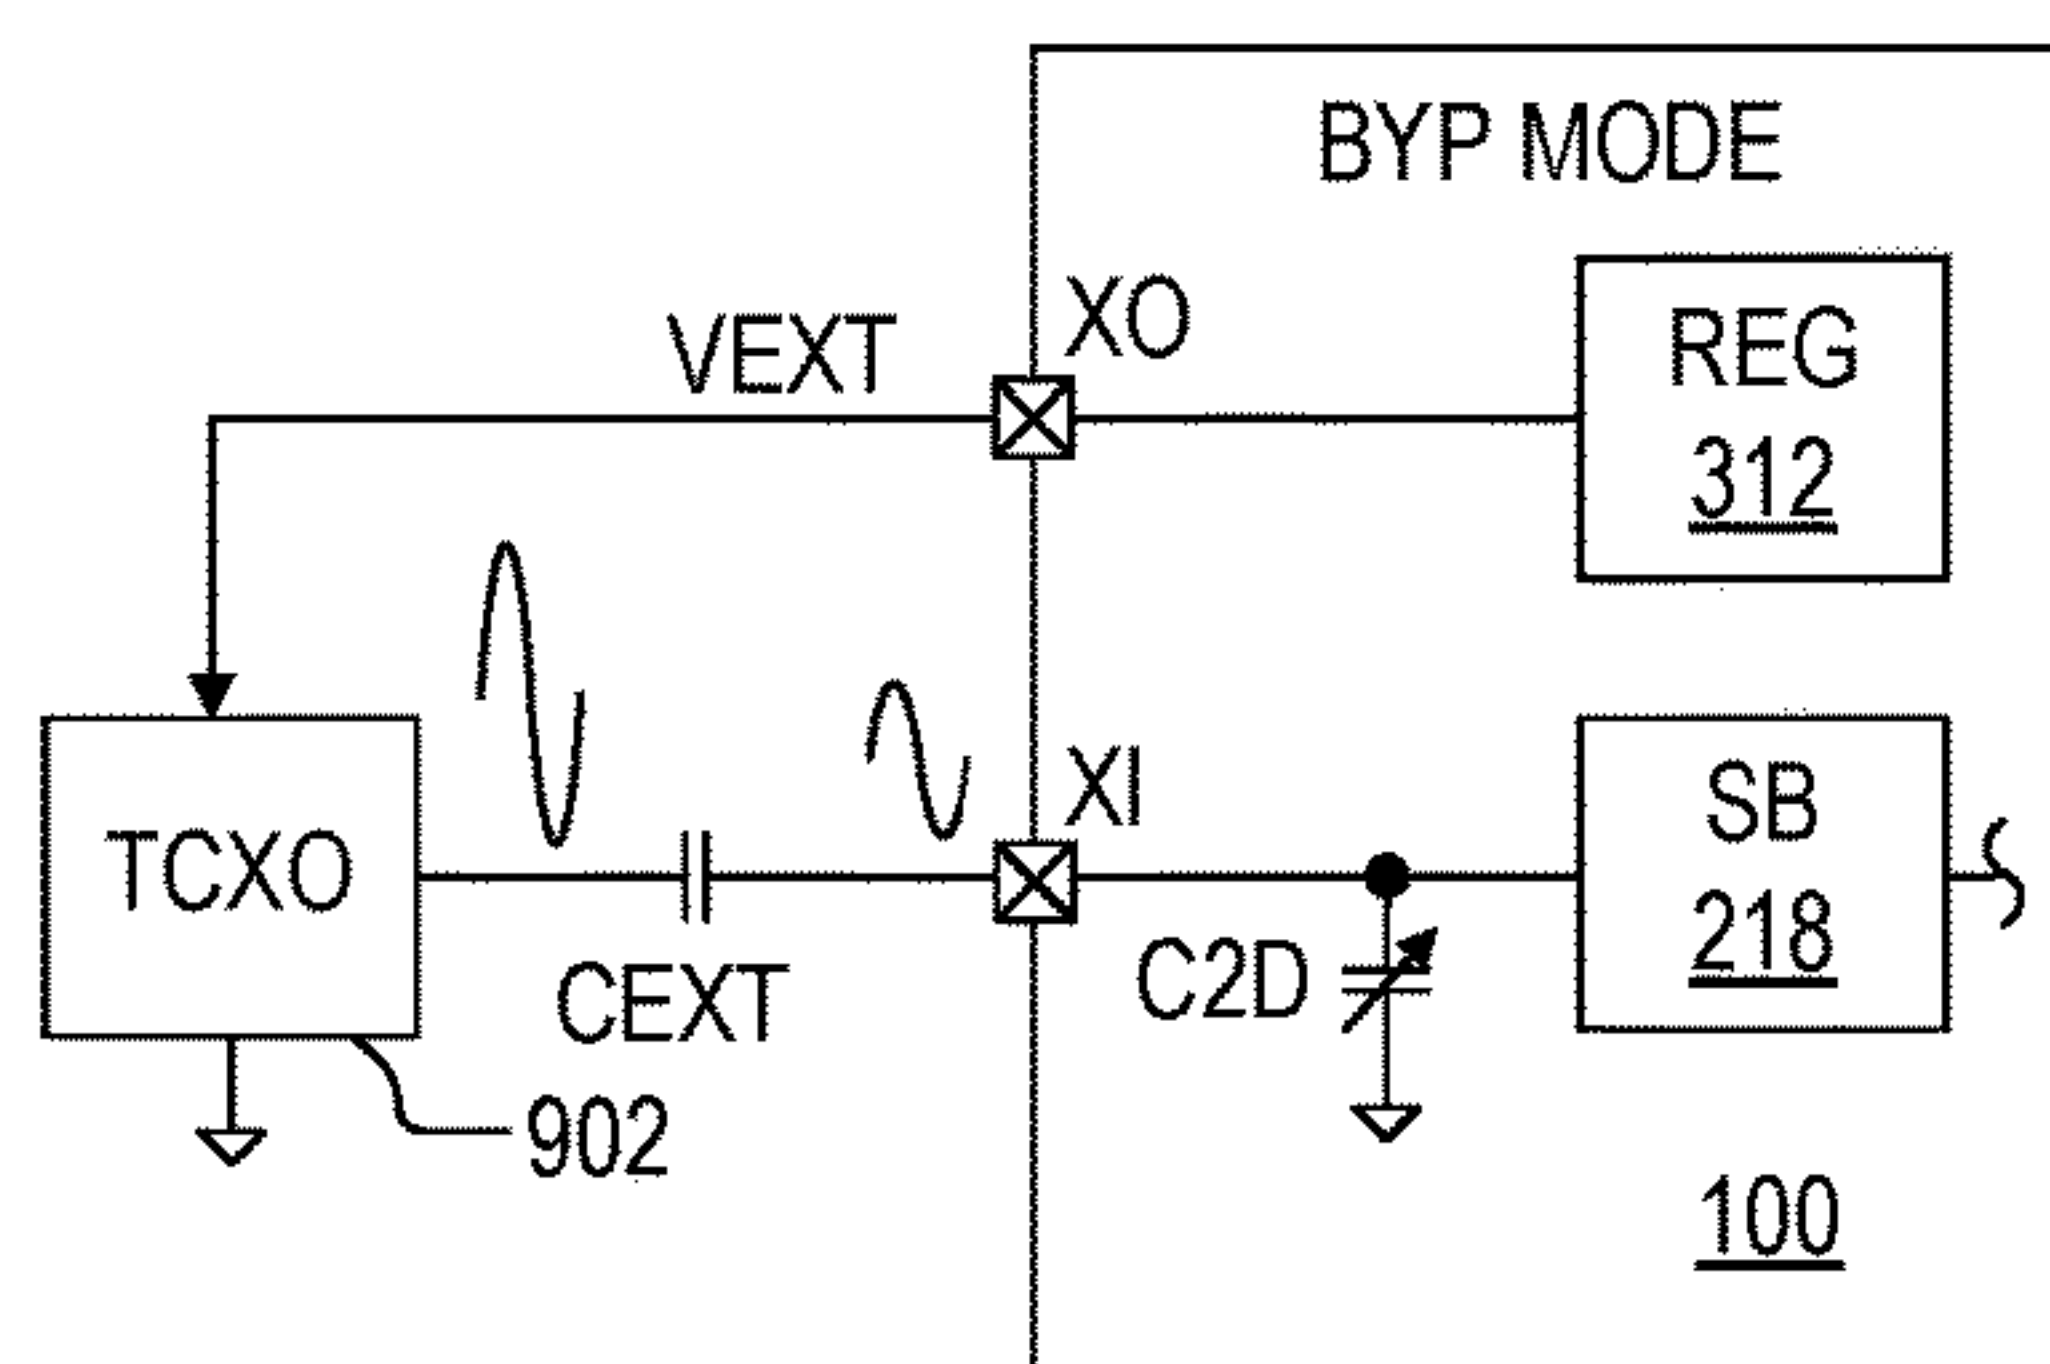 BYP MODE
XO
VEXT
REG
312
XI
SB
218
TCXO
C2D
CEXT
902
100